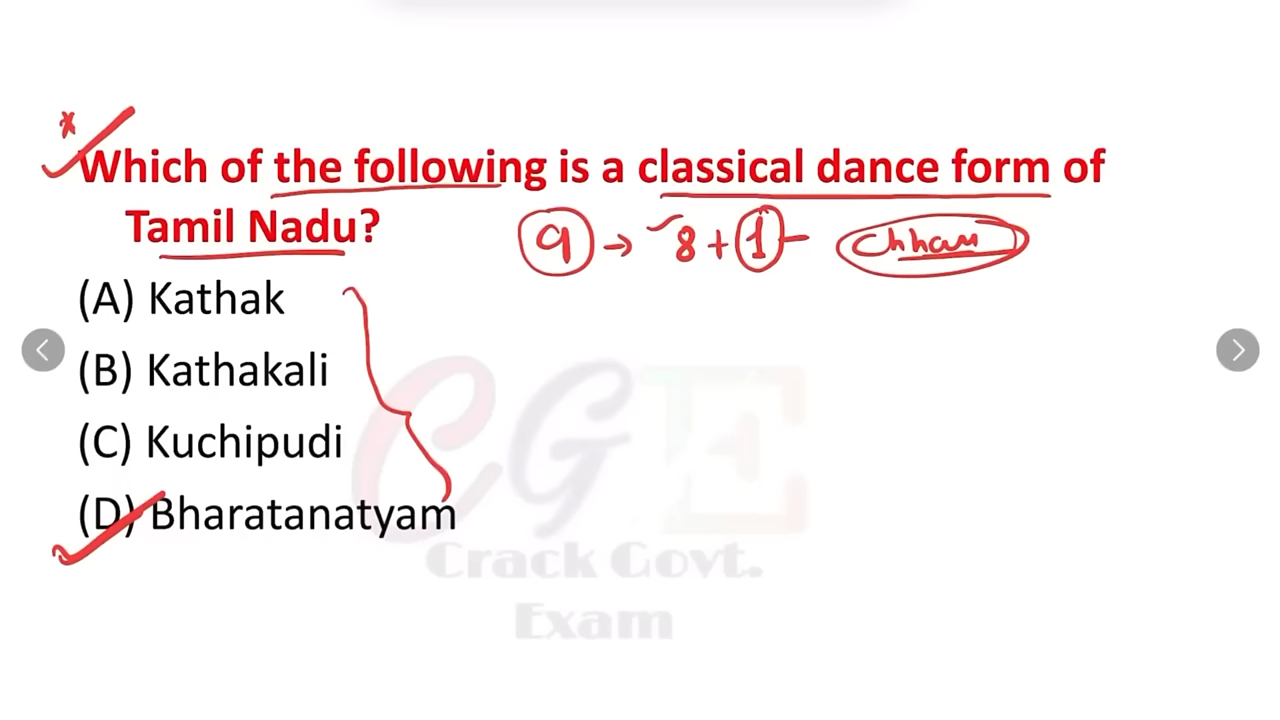 Which of the following is a classical dance form of
Tamil Nadu?
9 → 8 + 1 - Chhau
(A) Kathak
(B) Kathakali
(C) Kuchipudi
(D) Bharatanatyam
CGE
Crack Govt.
Exam